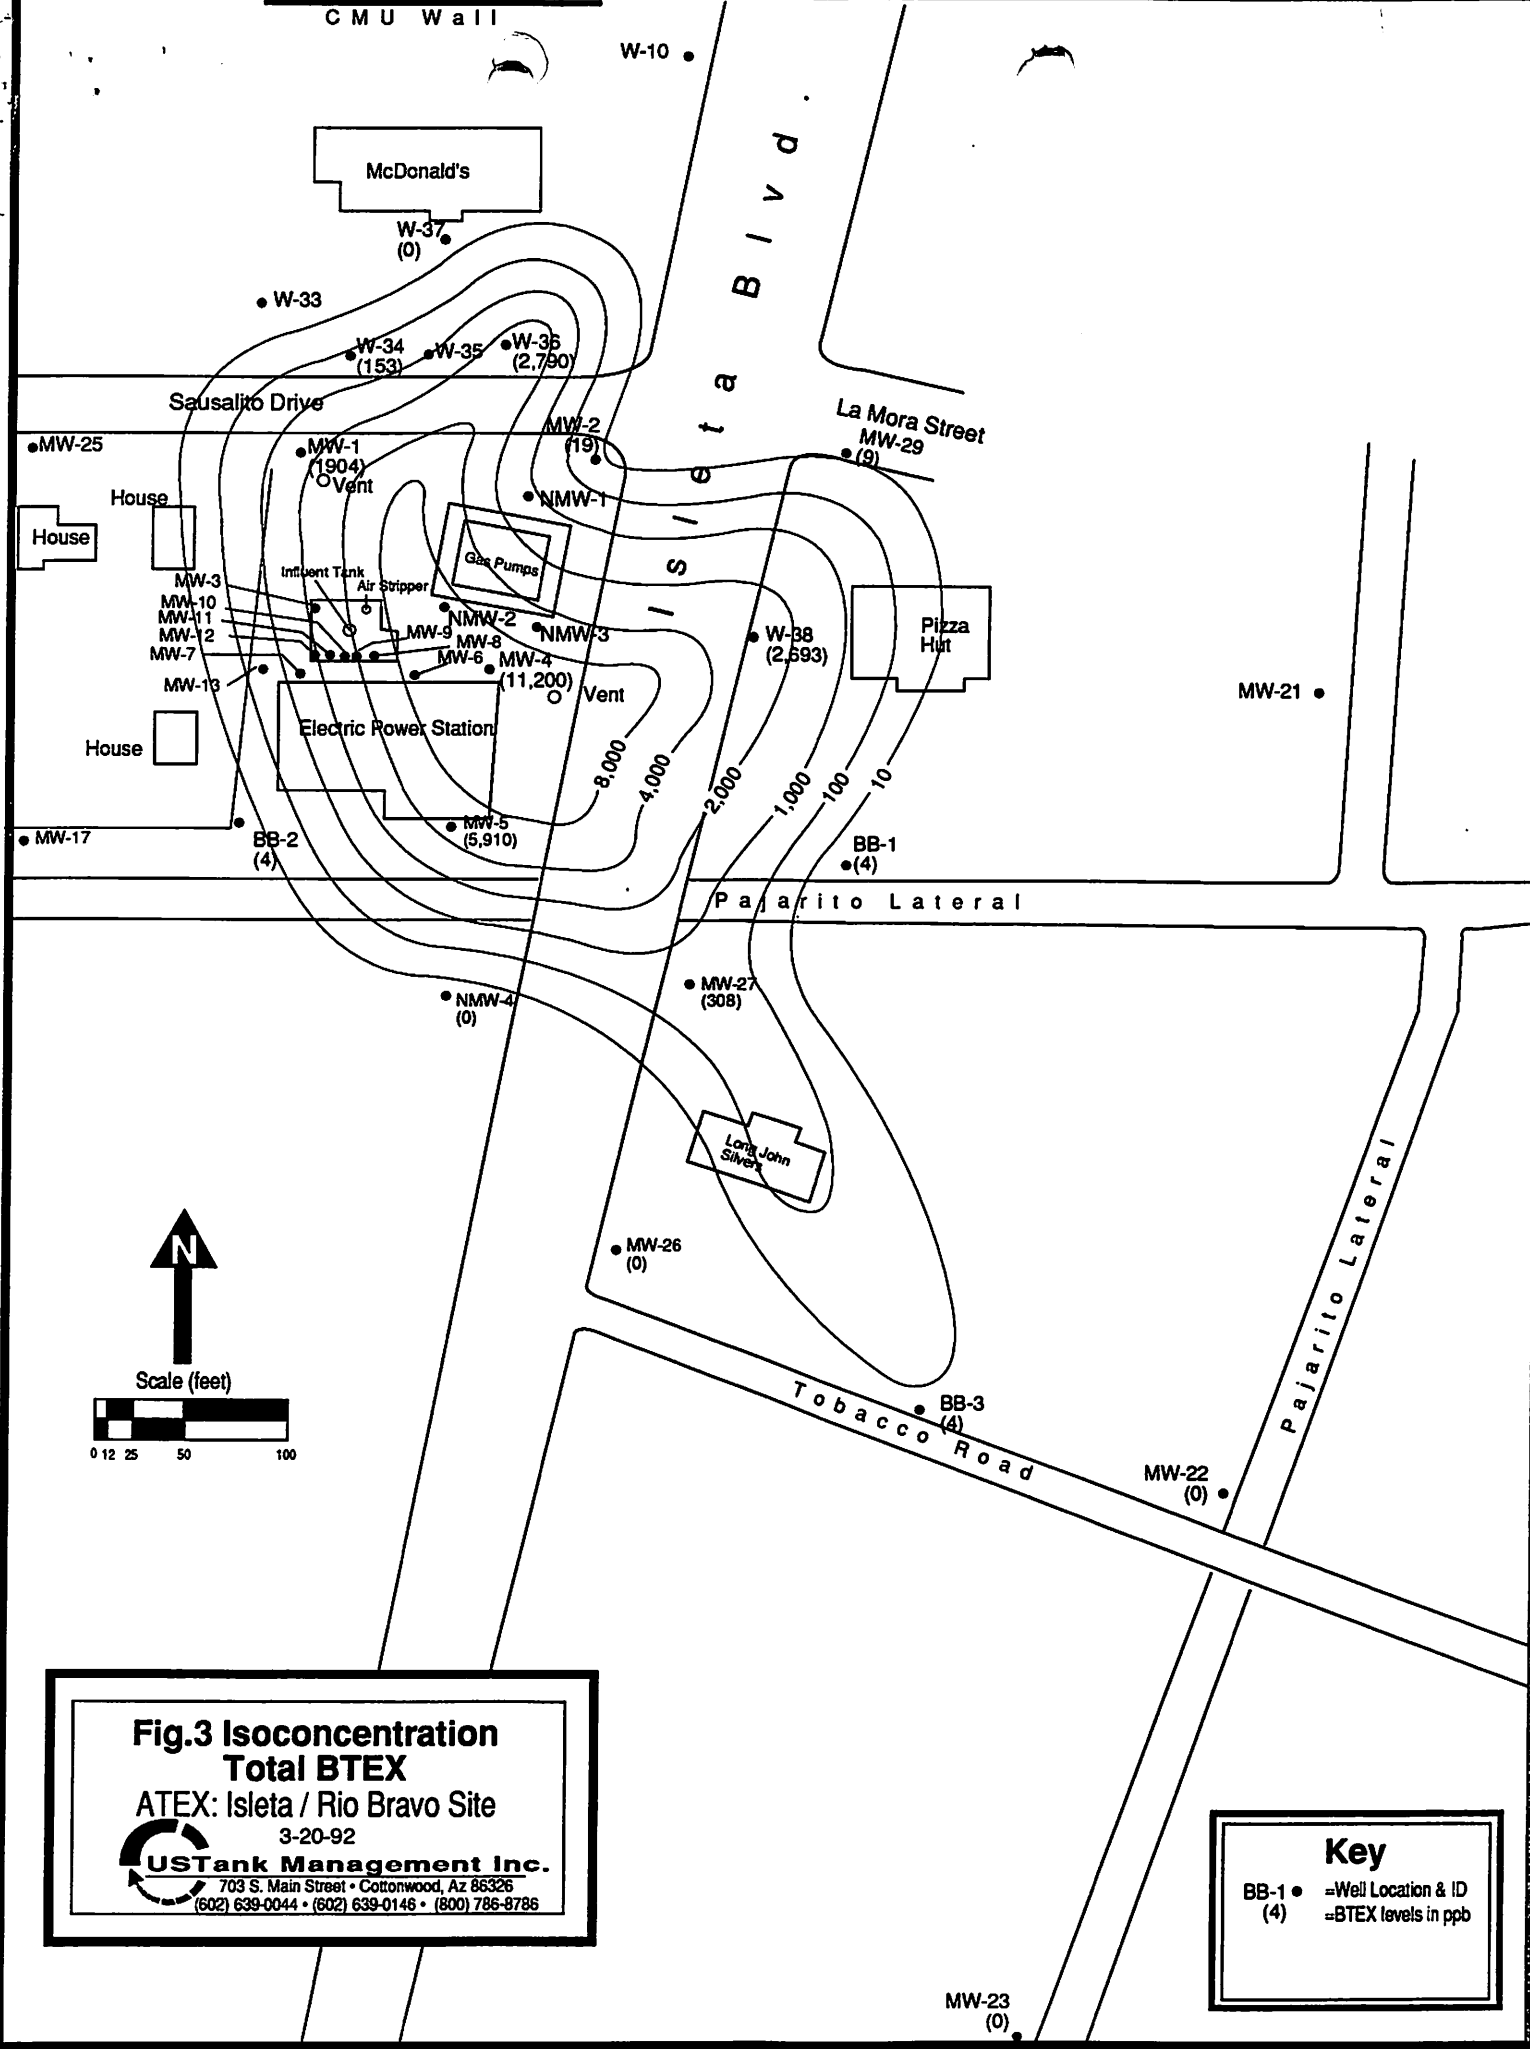 CMU Wall
W-10
Isleta Blvd.
McDonald's
W-37
(0)
W-33
W-34
(153)
W-35
W-36
(2,790)
Sausalito Drive
La Mora Street
MW-2
(19)
MW-29
(9)
MW-25
MW-1
(1904)
Vent
NMW-1
House
House
Gas Pumps
Influent Tank
Air Stripper
MW-3
MW-10
MW-11
MW-12
MW-7
MW-13
NMW-2
NMW-3
MW-9
MW-8
MW-6
MW-4
(11,200)
Vent
W-38
(2,693)
Pizza
Hut
MW-21
House
Electric Power Station
8,000
4,000
2,000
1,000
100
10
MW-5
(5,910)
MW-17
BB-2
(4)
BB-1
(4)
Pajarito Lateral
MW-27
(308)
NMW-4
(0)
Long John
Silvers
Pajarito Lateral
MW-26
(0)
N
Scale (feet)
0 12 25 50 100
BB-3
(4)
Tobacco Road
MW-22
(0)
Fig.3 Isoconcentration
Total BTEX
ATEX: Isleta / Rio Bravo Site
3-20-92
USTank Management Inc.
703 S. Main Street • Cottonwood, Az 86326
(602) 639-0044 • (602) 639-0146 • (800) 786-8786
Key
BB-1 =Well Location & ID
(4) =BTEX levels in ppb
MW-23
(0)